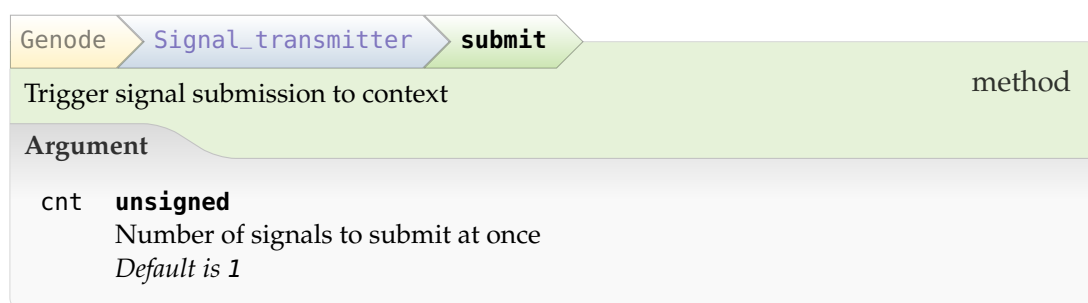 Genode Signal_transmitter submit
method
Trigger signal submission to context
Argument
cnt unsigned
Number of signals to submit at once
Default is 1